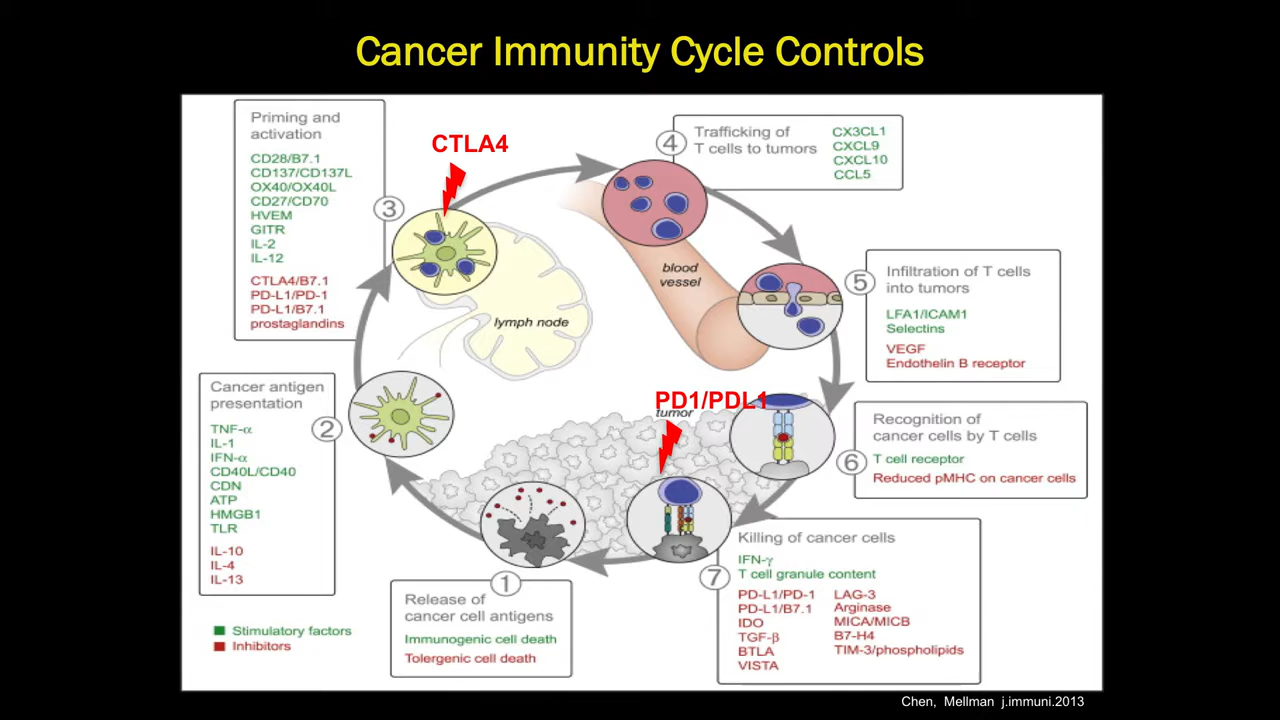 Cancer Immunity Cycle Controls
Priming and
activation
CD28/B7.1
CD137/CD137L
OX40/OX40L
CD27/CD70
HVEM
GITR
IL-2
IL-12
CTLA4/B7.1
PD-L1/PD-1
PD-L1/B7.1
prostaglandins
3
CTLA4
lymph node
4
Trafficking of
T cells to tumors
CX3CL1
CXCL9
CXCL10
CCL5
blood
vessel
5
Infiltration of T cells
into tumors
LFA1/ICAM1
Selectins
VEGF
Endothelin B receptor
Cancer antigen
presentation
TNF-α
IL-1
IFN-α
CD40L/CD40
CDN
ATP
HMGB1
TLR
IL-10
IL-4
IL-13
2
PD1/PDL1
tumor
Recognition of
cancer cells by T cells
6
T cell receptor
Reduced pMHC on cancer cells
1
Release of
cancer cell antigens
Immunogenic cell death
Tolergenic cell death
7
Killing of cancer cells
IFN-γ
T cell granule content
PD-L1/PD-1
PD-L1/B7.1
IDO
TGF-β
BTLA
VISTA
LAG-3
Arginase
MICA/MICB
B7-H4
TIM-3/phospholipids
Stimulatory factors
Inhibitors
Chen, Mellman j.immuni.2013